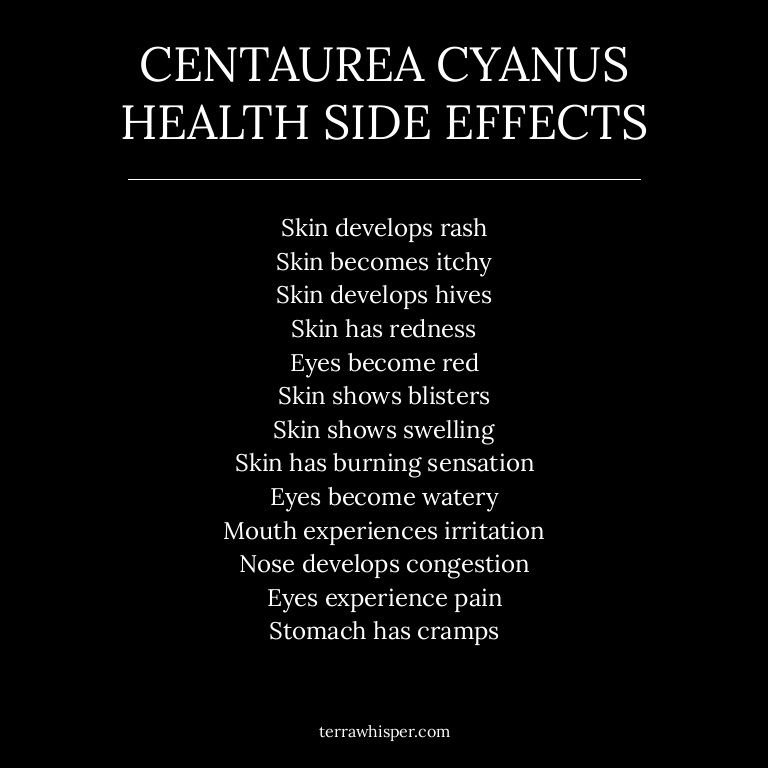 CENTAUREA CYANUS
HEALTH SIDE EFFECTS
Skin develops rash
Skin becomes itchy
Skin develops hives
Skin has redness
Eyes become red
Skin shows blisters
Skin shows swelling
Skin has burning sensation
Eyes become watery
Mouth experiences irritation
Nose develops congestion
Eyes experience pain
Stomach has cramps
terrawhisper.com